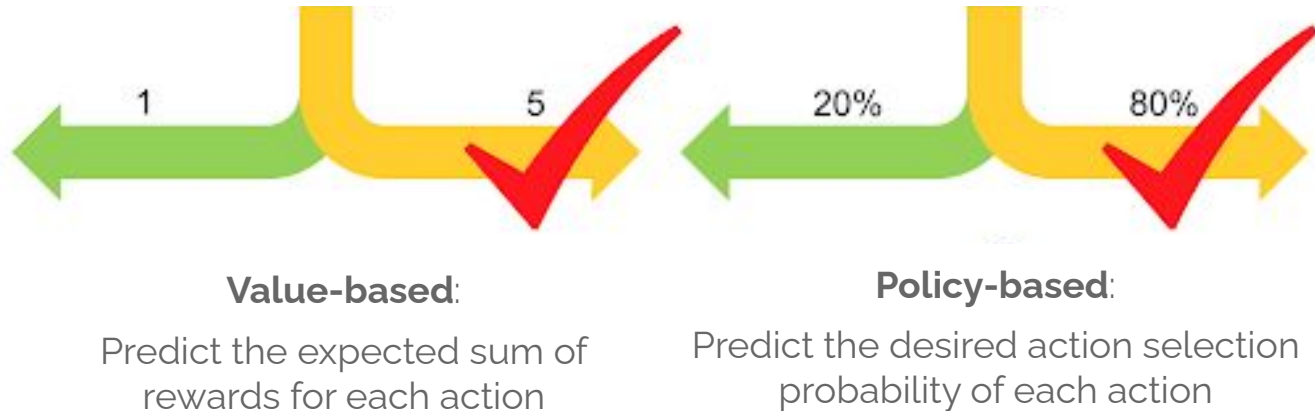 1
5
Value-based:
Predict the expected sum of
rewards for each action
20%
80%
Policy-based:
Predict the desired action selection
probability of each action